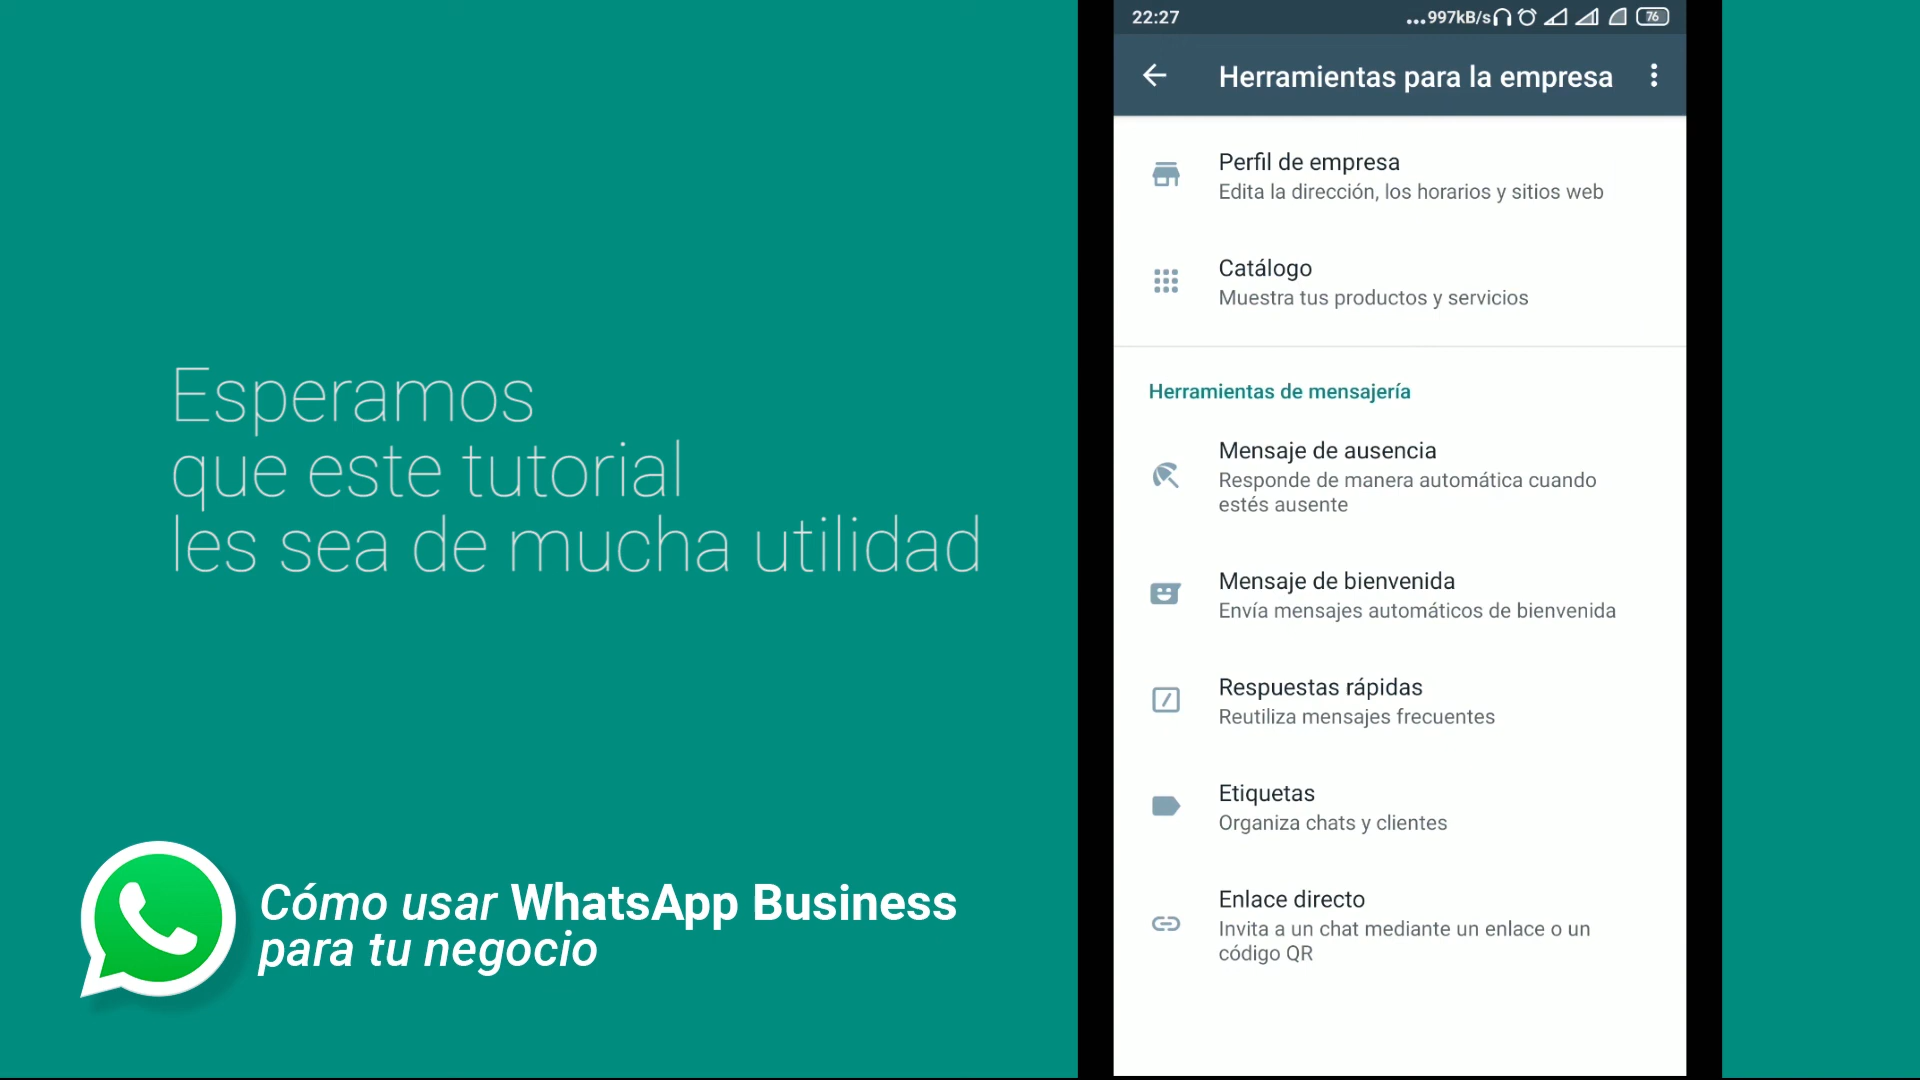 Esperamos
que este tutorial
les sea de mucha utilidad
Cómo usar WhatsApp Business
para tu negocio
22:27
...997kB/s
76
Herramientas para la empresa
Perfil de empresa
Edita la dirección, los horarios y sitios web
Catálogo
Muestra tus productos y servicios
Herramientas de mensajería
Mensaje de ausencia
Responde de manera automática cuando
estés ausente
Mensaje de bienvenida
Envía mensajes automáticos de bienvenida
Respuestas rápidas
Reutiliza mensajes frecuentes
Etiquetas
Organiza chats y clientes
Enlace directo
Invita a un chat mediante un enlace o un
código QR